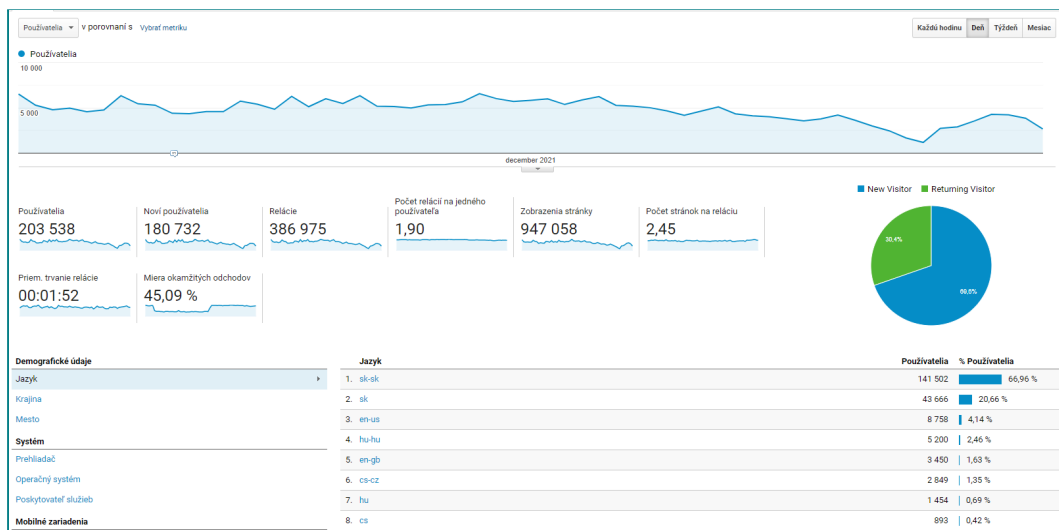 Používatelia v porovnaní s Vybrať metriku
Každú hodinu Deň Týždeň Mesiac
Používatelia
10 000
5 000
december 2021
New Visitor Returning Visitor
Používatelia
203 538
Noví používatelia
180 732
Relácie
386 975
Počet relácií na jedného
používateľa
1,90
Zobrazenia stránky
947 058
Počet stránok na reláciu
2,45
Priem. trvanie relácie
00:01:52
Miera okamžitých odchodov
45,09 %
30,4%
69,6%
Demografické údaje
Jazyk
Krajina
Mesto
Systém
Prehliadač
Operačný systém
Poskytovateľ služieb
Mobilné zariadenia
Jazyk Používatelia % Používatelia
1. sk-sk 141 502 66,96 %
2. sk 43 666 20,66 %
3. en-us 8 758 4,14 %
4. hu-hu 5 200 2,46 %
5. en-gb 3 450 1,63 %
6. cs-cz 2 849 1,35 %
7. hu 1 454 0,69 %
8. cs 893 0,42 %